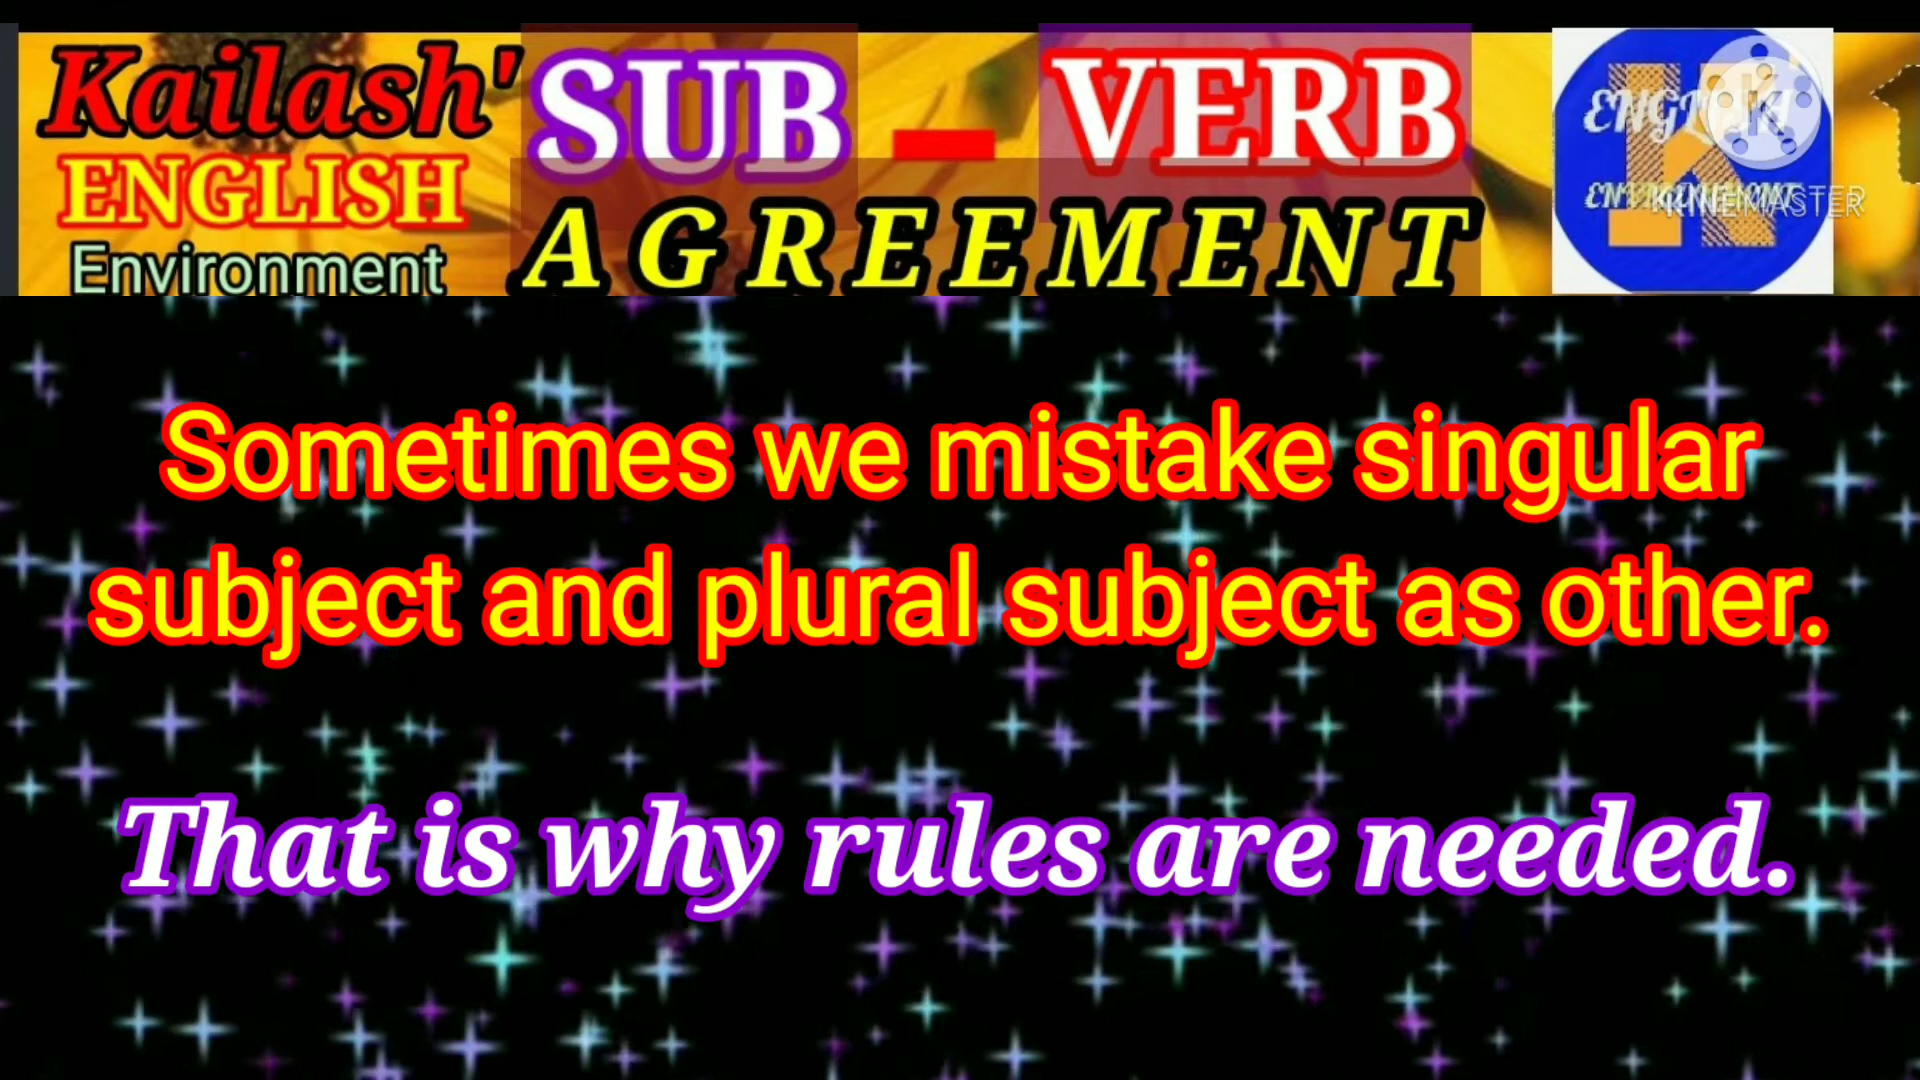 Kailash'
ENGLISH
Environment
SUB - VERB
AGREEMENT
K
KINEMASTER
Sometimes we mistake singular
subject and plural subject as other.
That is why rules are needed.